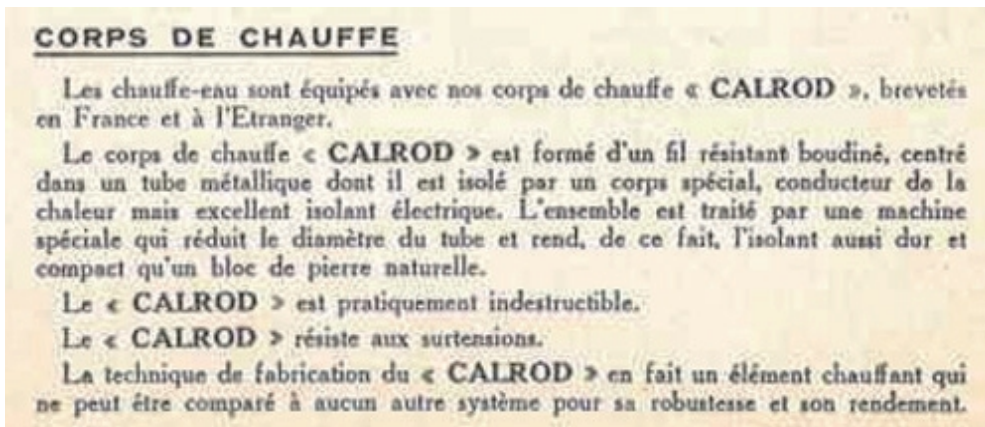 CORPS DE CHAUFFE
Les chauffe-eau sont équipés avec nos corps de chauffe « CALROD », brevetés
en France et à l'Etranger.
Le corps de chauffe « CALROD » est formé d'un fil résistant boudiné, centré
dans un tube métallique dont il est isolé par un corps spécial, conducteur de la
chaleur mais excellent isolant électrique. L'ensemble est traité par une machine
spéciale qui réduit le diamètre du tube et rend, de ce fait, l'isolant aussi dur et
compact qu'un bloc de pierre naturelle.
Le « CALROD » est pratiquement indestructible.
Le « CALROD » résiste aux surtensions.
La technique de fabrication du « CALROD » en fait un élément chauffant qui
ne peut être comparé à aucun autre système pour sa robustesse et son rendement.